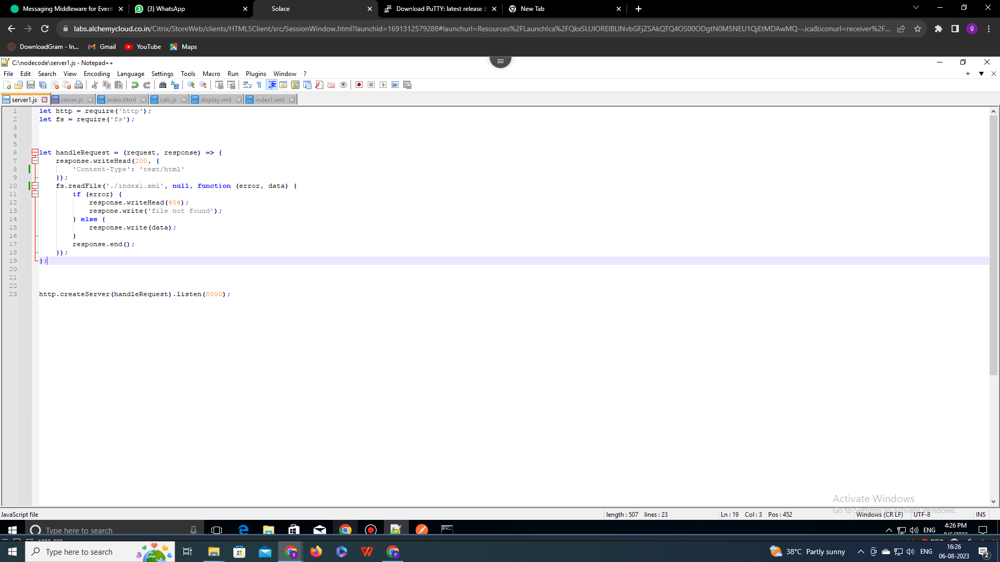 Messaging Middleware for Event
(3) WhatsApp
Solace
Download PuTTY: latest release (
New Tab
labs.alchemycloud.co.in/Citrix/StoreWeb/clients/HTML5Client/src/SessionWindow.html?launchid=1691312579288#launchurl=Resources%2FLaunchIca%2FQkxSLUlOREIBLINvbGFjZSAkQTQ4OS00ODgtN0M5NEU1QjEtMDAwMQ--.ica&iconurl=receiver%2F...
g
DownloadGram - In...
Gmail
YouTube
Maps
C:\nodecode\server1.js - Notepad++
File Edit Search View Encoding Language Settings Tools Macro Run Plugins Window ?
server1.js server.js index.html calc.js display.xml index1.xml
1 let http = require('http');
2 let fs = require('fs');
3
4
5
6 let handleRequest = (request, response) => {
7 response.writeHead(200, {
8 'Content-Type': 'text/html'
9 });
10 fs.readFile('./index1.xml', null, function (error, data) {
11 if (error) {
12 response.writeHead(404);
13 respone.write('file not found');
14 } else {
15 response.write(data);
16 }
17 response.end();
18 });
19 };
20
21
22
23 http.createServer(handleRequest).listen(8000);
Activate Windows
Go to Settings to activate Windows.
JavaScript file
length : 507 lines : 23
Ln : 19 Col : 3 Pos : 452
Windows (CR LF)
UTF-8
INS
Type here to search
ENG
4:26 PM
Type here to search
38°C Partly sunny
ENG
16:26
06-08-2023
2